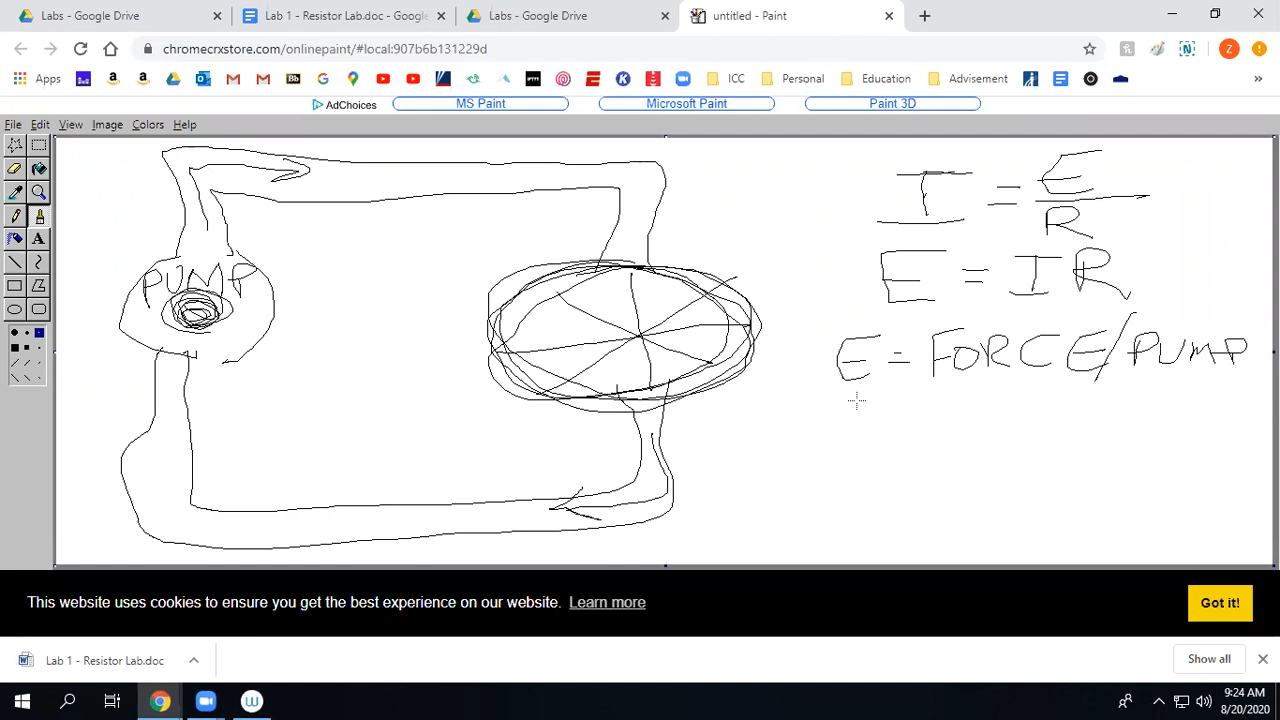 Labs - Google Drive
Lab 1 - Resistor Lab.doc - Google
Labs - Google Drive
untitled - Paint
chromecrxstore.com/onlinepaint/#local:907b6b131229d
Z
Apps
Bb
ICC
Personal
Education
Advisement
»
AdChoices
MS Paint
Microsoft Paint
Paint 3D
File Edit View Image Colors Help
PUMP
I = E
R
E = IR
E = FORCE/PUMP
This website uses cookies to ensure you get the best experience on our website. Learn more
Got it!
Lab 1 - Resistor Lab.doc
Show all
9:24 AM
8/20/2020